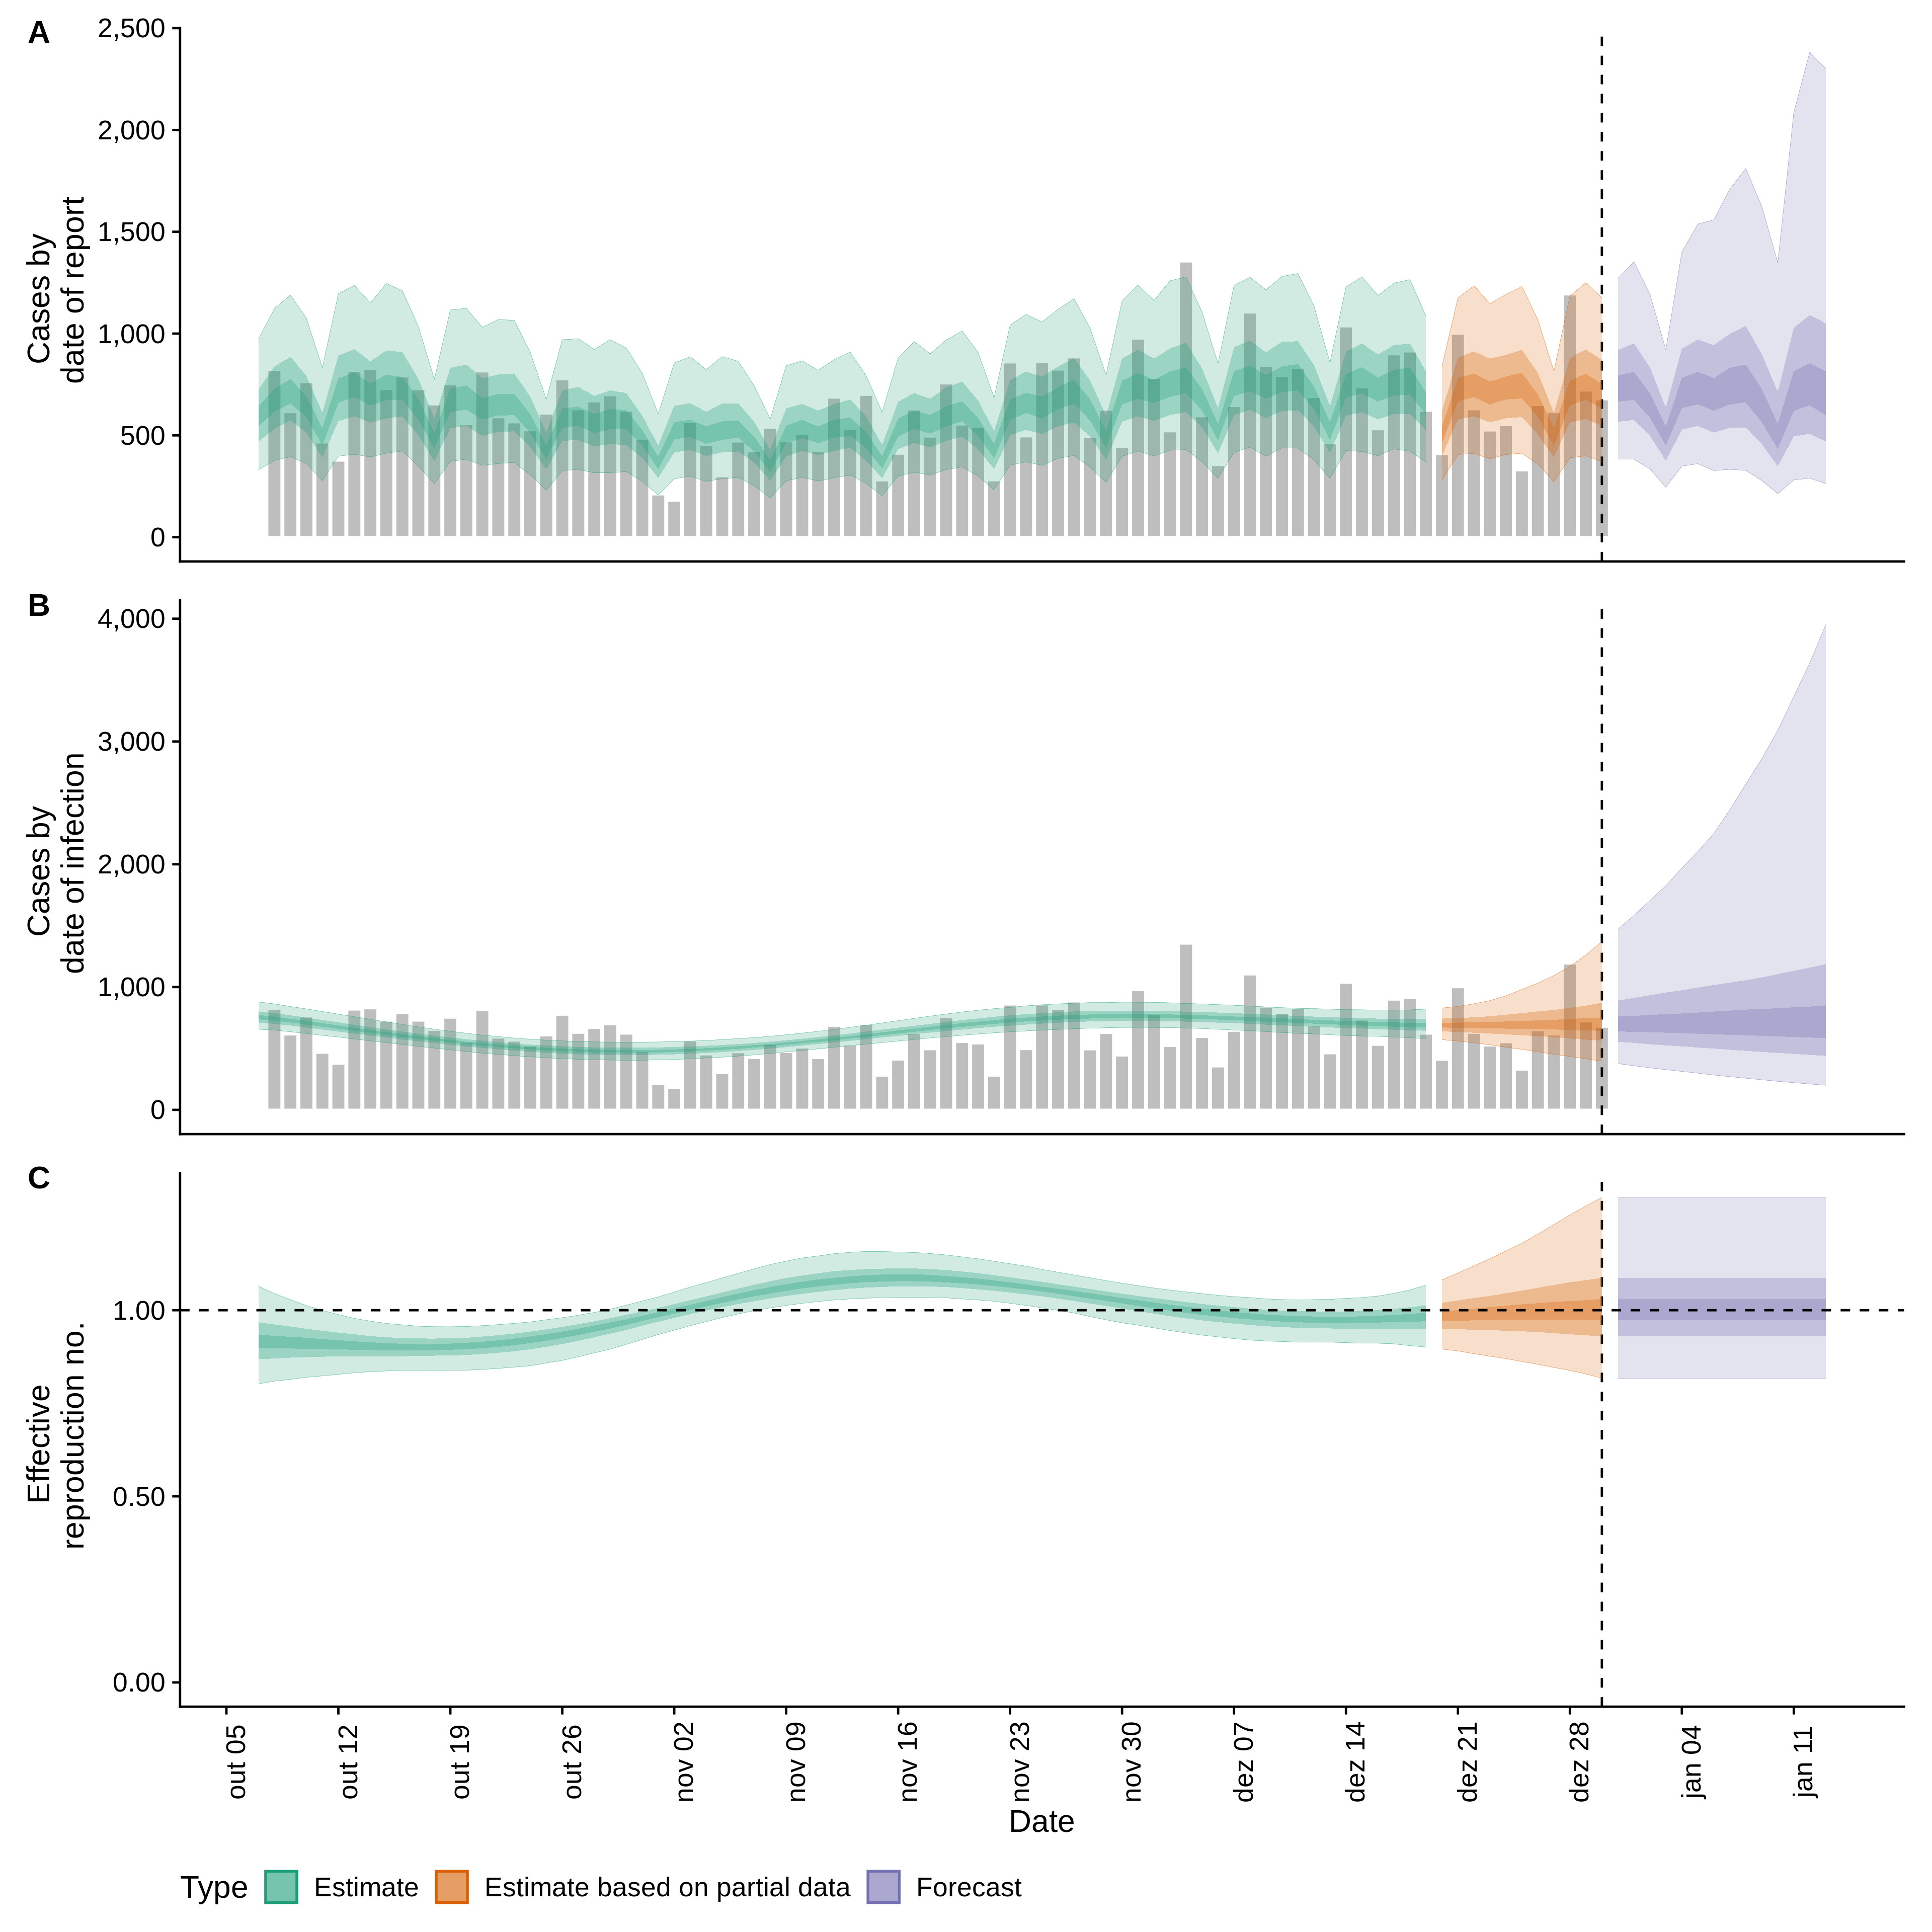 A
Cases by
date of report
2,500
2,000
1,500
1,000
500
0
B
Cases by
date of infection
4,000
3,000
2,000
1,000
0
C
Effective
reproduction no.
1.00
0.50
0.00
out 05
out 12
out 19
out 26
nov 02
nov 09
nov 16
nov 23
nov 30
dez 07
dez 14
dez 21
dez 28
jan 04
jan 11
Date
Type Estimate Estimate based on partial data Forecast